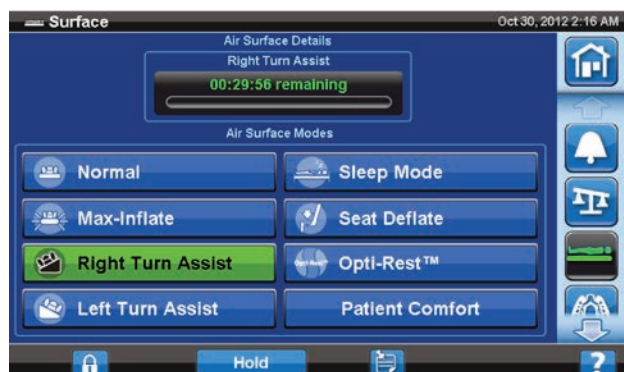 Surface
Oct 30, 2012 2:16 AM
Air Surface Details
Right Turn Assist
00:29:56 remaining
Air Surface Modes
Normal
Sleep Mode
Max-Inflate
Seat Deflate
Right Turn Assist
Opti-Rest™
Left Turn Assist
Patient Comfort
Hold
?